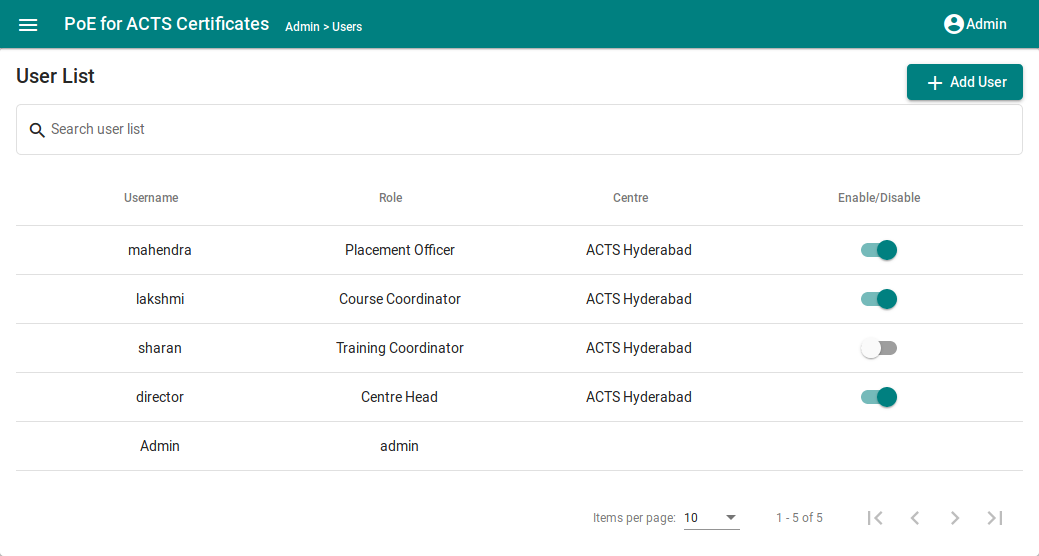 PoE for ACTS Certificates Admin > Users Admin
User List
Add User
Search user list
Username Role Centre Enable/Disable
mahendra Placement Officer ACTS Hyderabad
lakshmi Course Coordinator ACTS Hyderabad
sharan Training Coordinator ACTS Hyderabad
director Centre Head ACTS Hyderabad
Admin admin
Items per page: 10 1 - 5 of 5